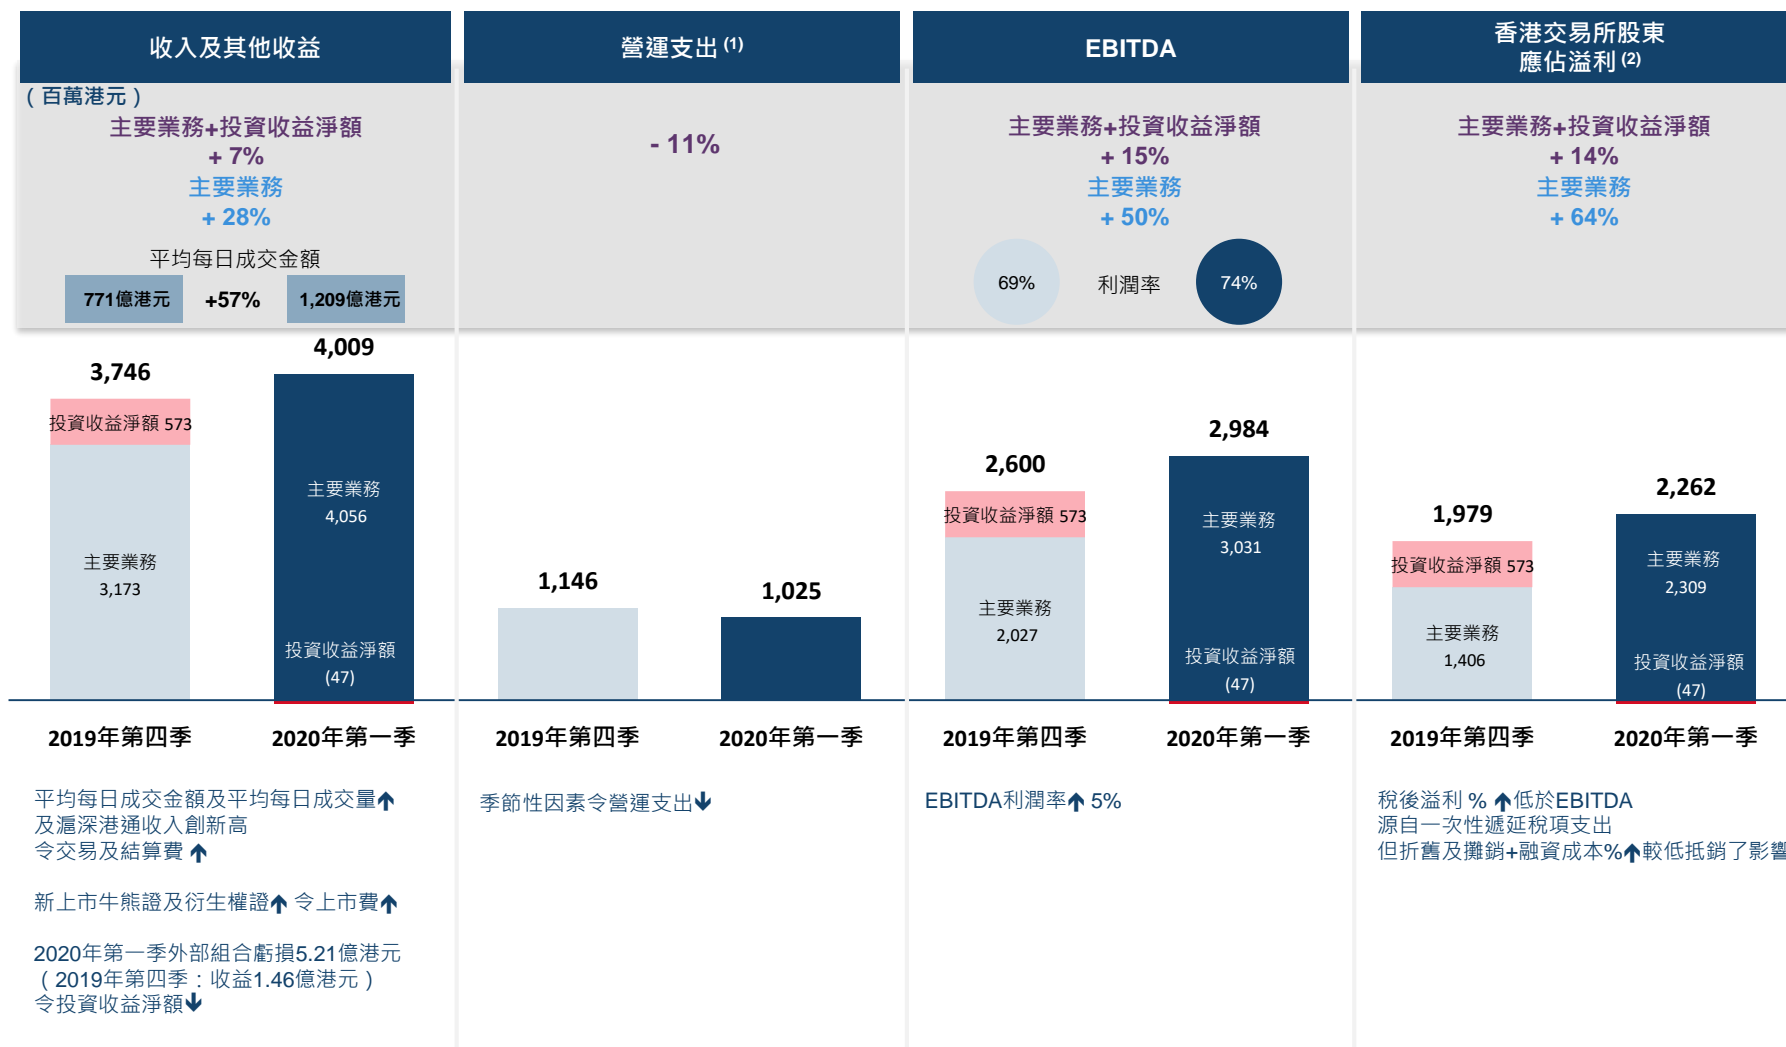 收入及其他收益
(百萬港元)
主要業務+投資收益淨額
+ 7%
主要業務
+ 28%
平均每日成交金額
771億港元 +57% 1,209億港元
3,746
4,009
投資收益淨額 573
主要業務
3,173
主要業務
4,056
投資收益淨額
(47)
2019年第四季 2020年第一季
平均每日成交金額及平均每日成交量↑
及滬深港通收入創新高
令交易及結算費 ↑
新上市牛熊證及衍生權證↑ 令上市費↑
2020年第一季外部組合虧損5.21億港元
(2019年第四季：收益1.46億港元)
令投資收益淨額↓
營運支出 (1)
- 11%
1,146
1,025
2019年第四季 2020年第一季
季節性因素令營運支出↓
EBITDA
主要業務+投資收益淨額
+ 15%
主要業務
+ 50%
69% 利潤率 74%
2,600
2,984
投資收益淨額 573
主要業務
2,027
主要業務
3,031
投資收益淨額
(47)
2019年第四季 2020年第一季
EBITDA利潤率↑ 5%
香港交易所股東
應佔溢利 (2)
主要業務+投資收益淨額
+ 14%
主要業務
+ 64%
1,979
2,262
投資收益淨額 573
主要業務
1,406
主要業務
2,309
投資收益淨額
(47)
2019年第四季 2020年第一季
稅後溢利 % ↑低於EBITDA
源自一次性遞延稅項支出
但折舊及攤銷+融資成本%↑較低抵銷了影響